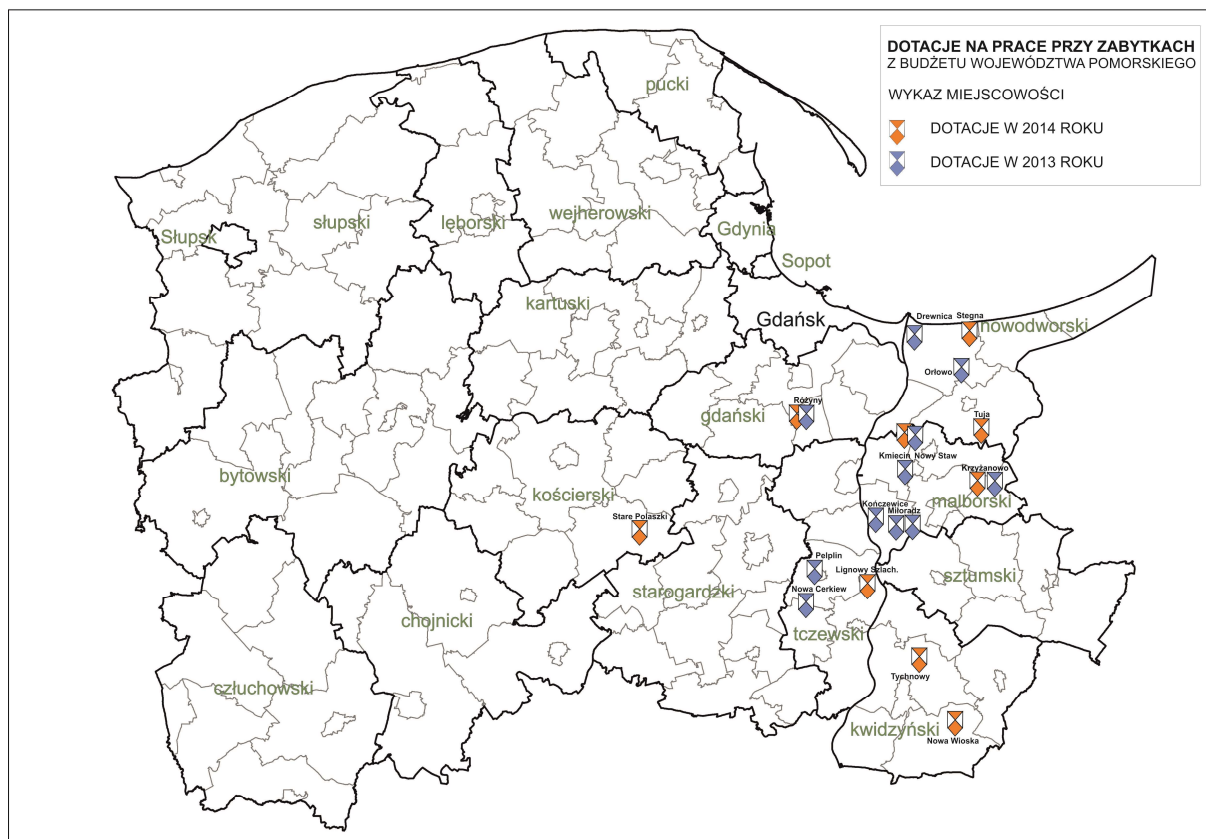 DOTACJE NA PRACE PRZY ZABYTKACH
Z BUDŻETU WOJEWÓDZTWA POMORSKIEGO
WYKAZ MIEJSCOWOŚCI
DOTACJE W 2014 ROKU
DOTACJE W 2013 ROKU
pucki
Słupsk
słupski
lęborski
wejherowski
Gdynia
Sopot
kartuski
Gdańsk
Drewnica
Stegna
nowodworski
Orłowo
gdański
Różyny
Tuja
Kmiecin
Nowy Staw
bytowski
kościerski
Krzyżanowo
malborski
Kończewice
Miłoradz
Stare Polaszki
Pelplin
Lignowy Szlach.
sztumski
starogardzki
Nowa Cerkiew
chojnicki
tczewski
człuchowski
Tychnowy
kwidzyński
Nowa Wioska